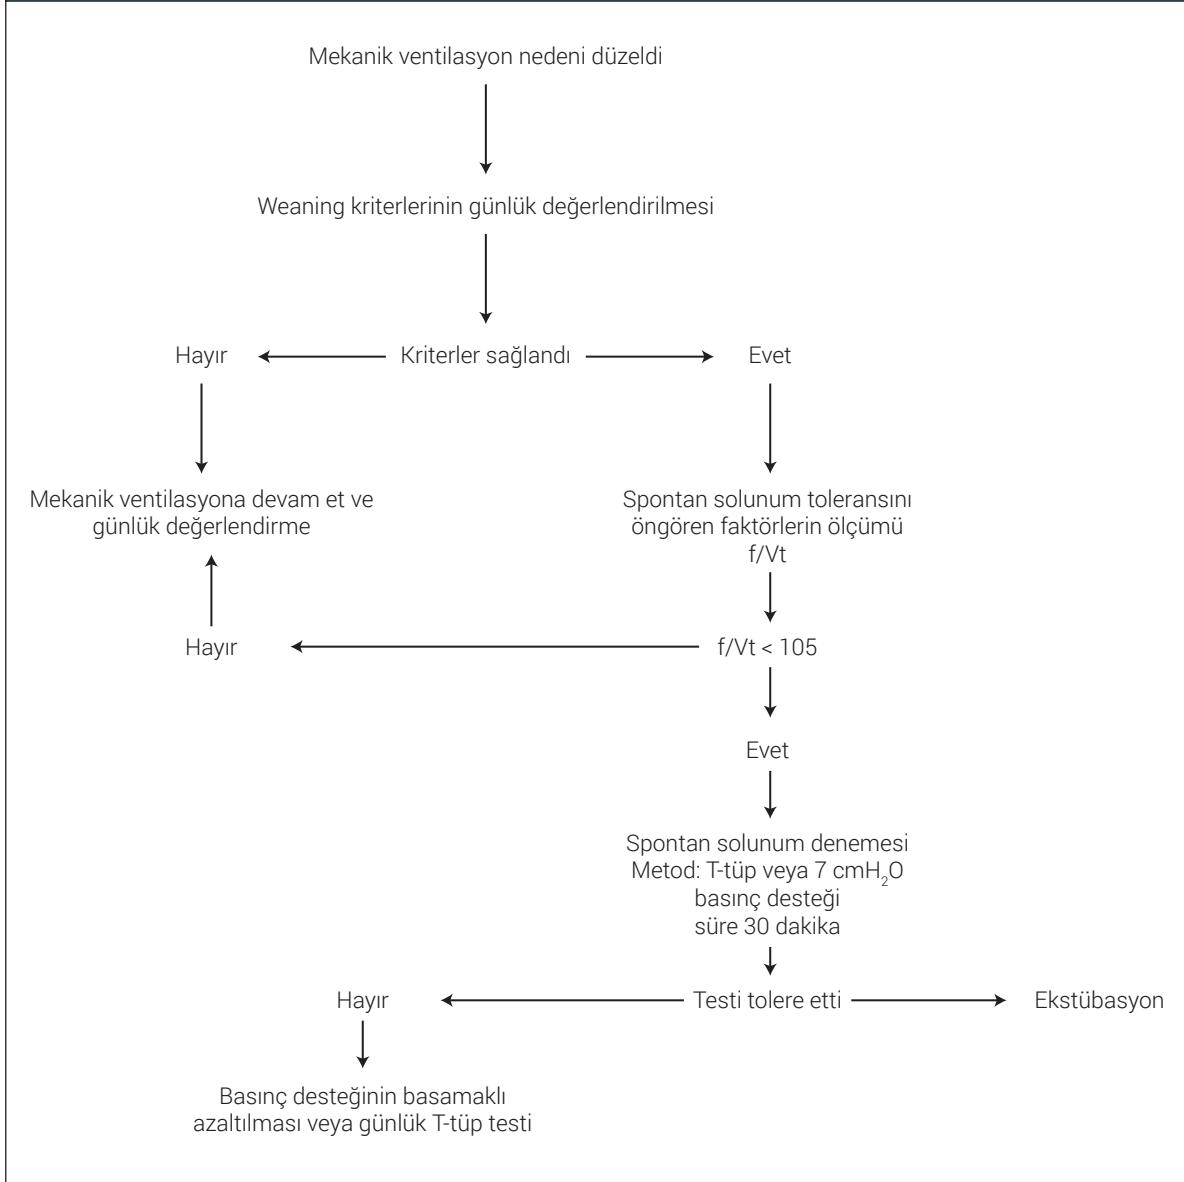 Mekanik ventilasyon nedeni düzeldi
Weaning kriterlerinin günlük değerlendirilmesi
Hayır
Kriterler sağlandı
Evet
Mekanik ventilasyona devam et ve
günlük değerlendirme
Spontan solunum toleransını
öngören faktörlerin ölçümü
f/Vt
Hayır
f/Vt < 105
Evet
Spontan solunum denemesi
Metod: T-tüp veya 7 cmH₂O
basınç desteği
süre 30 dakika
Hayır
Testi tolere etti
Ekstübasyon
Basınç desteğinin basamaklı
azaltılması veya günlük T-tüp testi